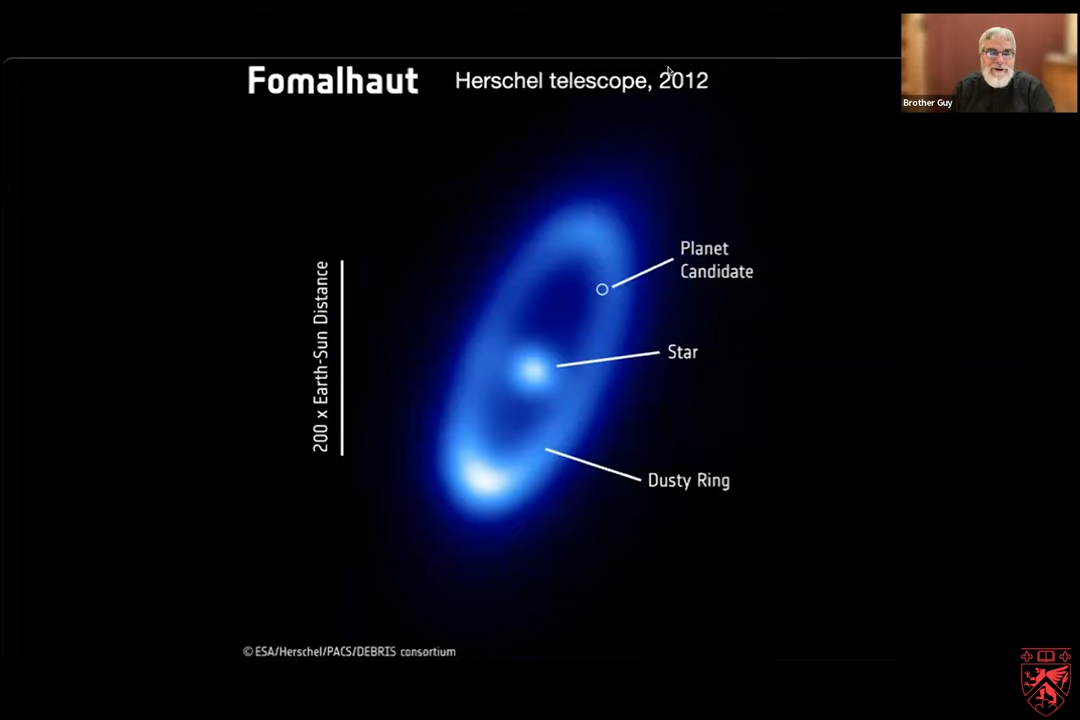 Fomalhaut
Herschel telescope, 2012
Brother Guy
Planet
Candidate
200 x Earth-Sun Distance
Star
Dusty Ring
© ESA/Herschel/PACS/DEBRIS consortium